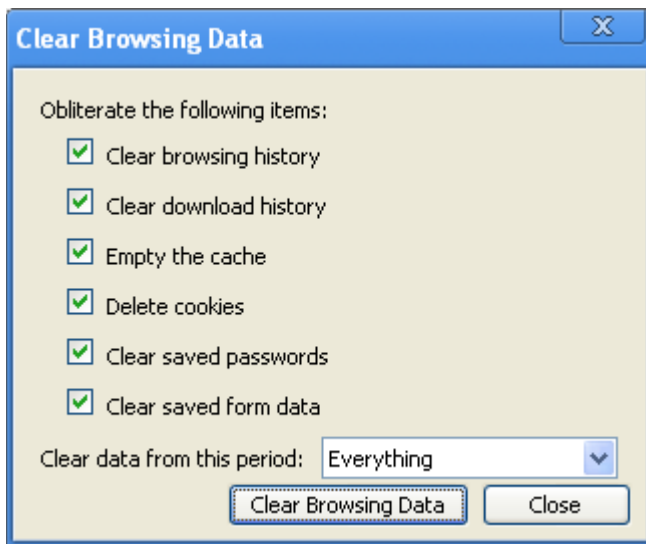 Clear Browsing Data
Obliterate the following items:
Clear browsing history
Clear download history
Empty the cache
Delete cookies
Clear saved passwords
Clear saved form data
Clear data from this period: Everything
Clear Browsing Data Close